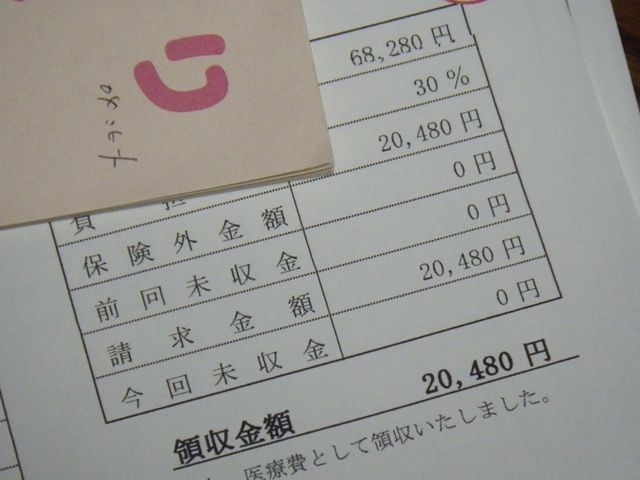 68,280 円
30 %
20,480 円
負担 0 円
保険外金額 0 円
前回未収金 20,480 円
請求金額 0 円
今回未収金
領収金額 20,480 円
医療費として領収いたしました。